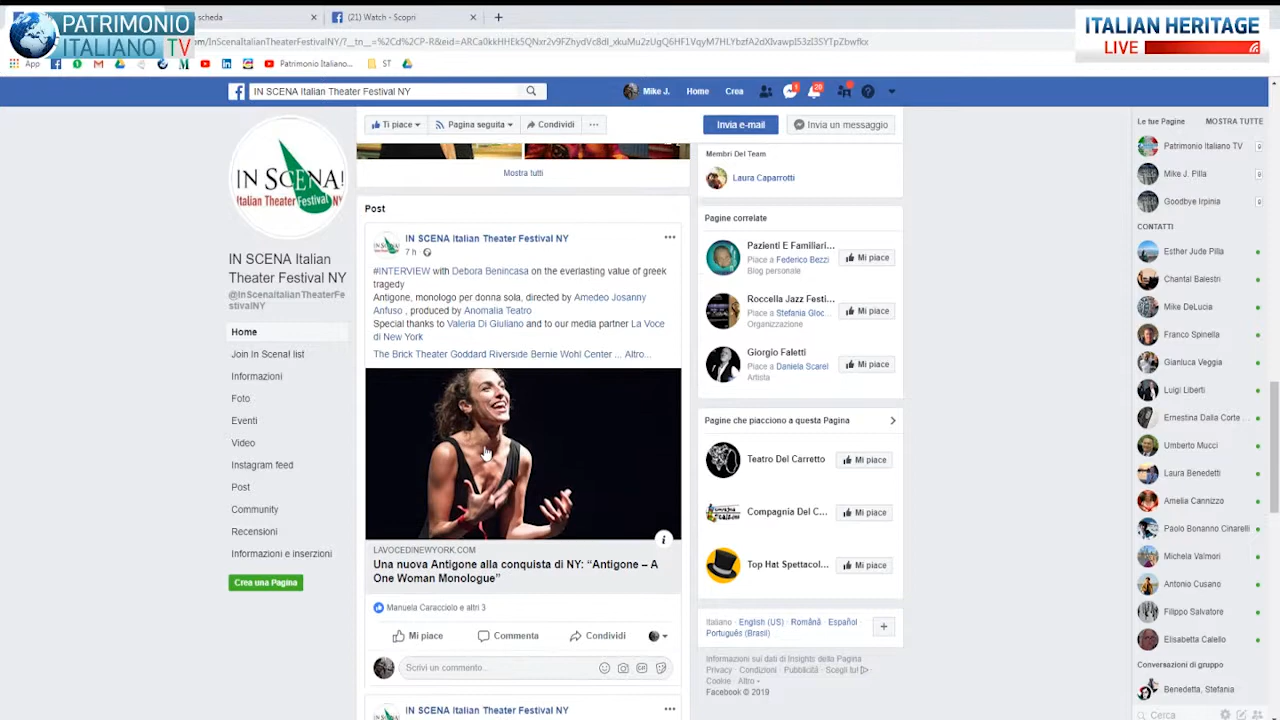 PATRIMONIO
ITALIANO TV
scheda
(21) Watch - Scopri
ITALIAN HERITAGE
LIVE
App
Patrimonio Italiano...
ST
IN SCENA Italian Theater Festival NY
Mike J.
Home
Crea
Ti piace
Pagina seguita
Condividi
Invia e-mail
Invia un messaggio
IN SCENA!
Italian Theater Festival NY
IN SCENA Italian
Theater Festival NY
@InScenaItalianTheaterFe
stivalNY
Home
Join In Scena! list
Informazioni
Foto
Eventi
Video
Instagram feed
Post
Community
Recensioni
Informazioni e inserzioni
Crea una Pagina
Mostra tutti
Post
IN SCENA Italian Theater Festival NY
7 h
#INTERVIEW with Debora Benincasa on the everlasting value of greek
tragedy
Antigone, monologo per donna sola, directed by Amedeo Josanny
Anfuso , produced by Anomalia Teatro
Special thanks to Valeria Di Giuliano and to our media partner La Voce
di New York
The Brick Theater Goddard Riverside Bernie Wohl Center ... Altro...
LAVOCEDINEWYORK.COM
Una nuova Antigone alla conquista di NY: “Antigone – A
One Woman Monologue”
Manuela Caracciolo e altri 3
Mi piace
Commenta
Condividi
Scrivi un commento...
IN SCENA Italian Theater Festival NY
Membri Del Team
Laura Caparrotti
Pagine correlate
Pazienti E Familiari...
Piace a Federico Bezzi
Blog personale
Mi piace
Roccella Jazz Festi...
Piace a Stefania Gloc...
Organizzazione
Mi piace
Giorgio Faletti
Piace a Daniela Scarel
Artista
Mi piace
Pagine che piacciono a questa Pagina
Teatro Del Carretto
Mi piace
Compagnia Del C...
Mi piace
Top Hat Spettacol...
Mi piace
Italiano · English (US) · Română · Español ·
Português (Brasil)
Informazioni sui dati di Insights della Pagina
Privacy · Condizioni · Pubblicità · Scegli tu!
Cookie · Altro
Facebook © 2019
Le tue Pagine
MOSTRA TUTTE
Patrimonio Italiano TV
Mike J. Pilla
Goodbye Irpinia
CONTATTI
Esther Jude Pilla
Chantal Balestri
Mike DeLucia
Franco Spinella
Gianluca Veggia
Luigi Liberti
Ernestina Dalla Corte ...
Umberto Mucci
Laura Benedetti
Amelia Cannizzo
Paolo Bonanno Cinarelli
Michela Valmori
Antonio Cusano
Filippo Salvatore
Elisabetta Calello
Conversazioni di gruppo
Benedetta, Stefania
Cerca